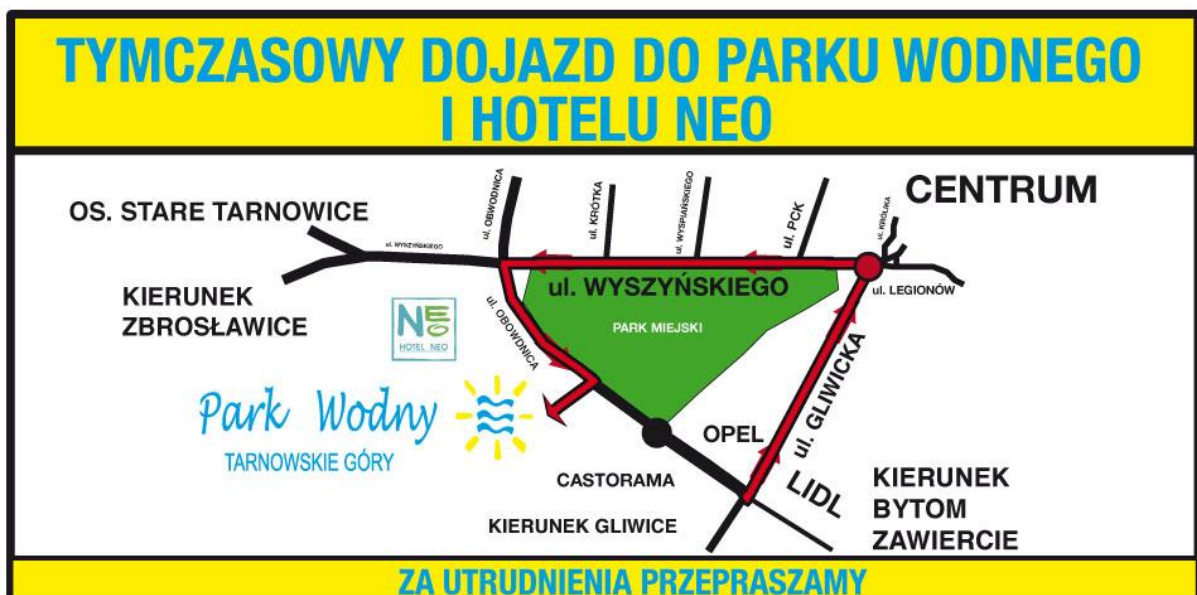 TYMCZASOWY DOJAZD DO PARKU WODNEGO
I HOTELU NEO
OS. STARE TARNOWICE
ul. WYSZYŃSKIEGO
ul. OBWODNICA
ul. KRÓTKA
ul. WYSPIAŃSKIEGO
ul. PCK
CENTRUM
ul. KRÓLIKA
ul. LEGIONÓW
ul. WYSZYŃSKIEGO
PARK MIEJSKI
KIERUNEK
ZBROSŁAWICE
NEO
HOTEL NEO
ul. OBOWDNICA
Park Wodny
TARNOWSKIE GÓRY
ul. GLIWICKA
OPEL
LIDL
CASTORAMA
KIERUNEK GLIWICE
KIERUNEK
BYTOM
ZAWIERCIE
ZA UTRUDNIENIA PRZEPRASZAMY